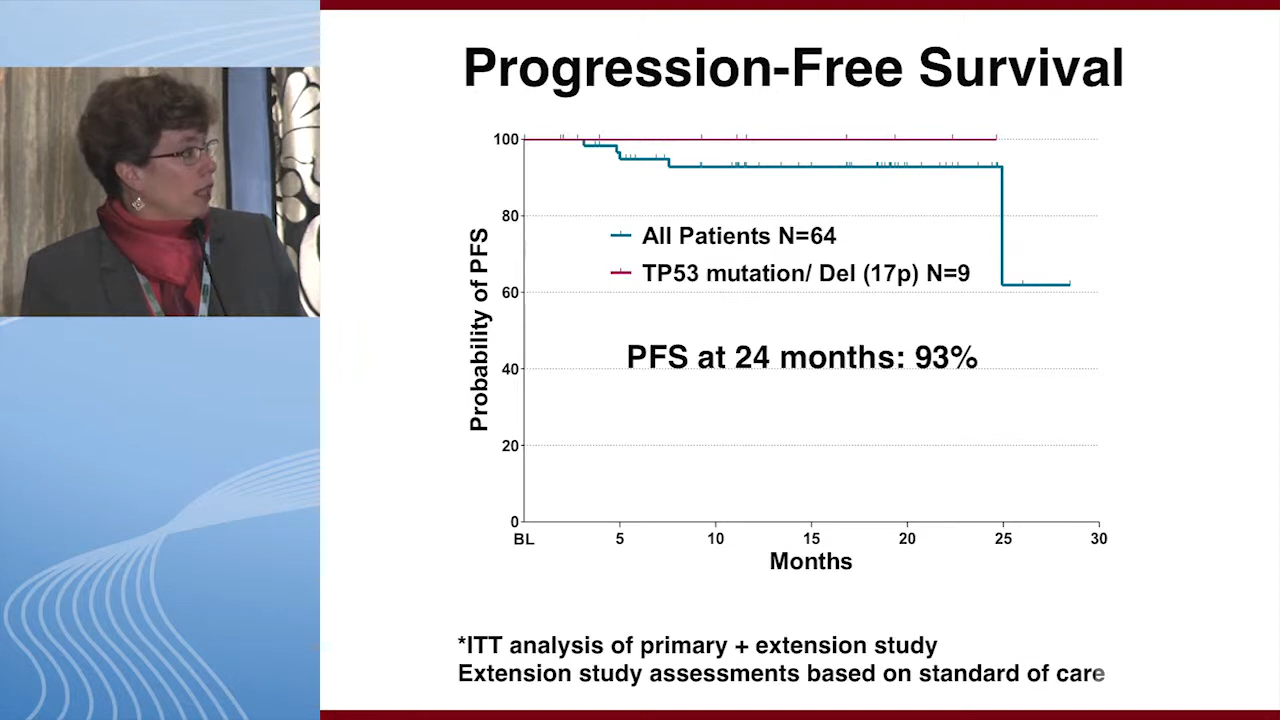 Progression-Free Survival
100
80
60
40
20
0
Probability of PFS
All Patients N=64
TP53 mutation/ Del (17p) N=9
PFS at 24 months: 93%
BL 5 10 15 20 25 30
Months
*ITT analysis of primary + extension study
Extension study assessments based on standard of care